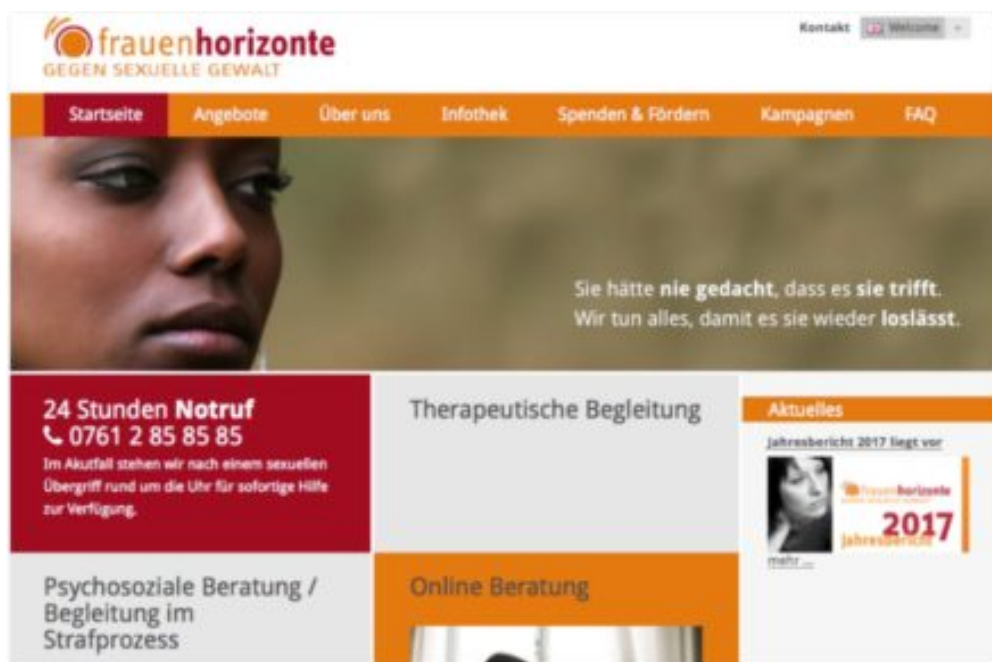 frauenhorizonte
GEGEN SEXUELLE GEWALT
Kontakt
Welcome
Startseite
Angebote
Über uns
Infothek
Spenden & Fördern
Kampagnen
FAQ
Sie hätte nie gedacht, dass es sie trifft.
Wir tun alles, damit es sie wieder loslässt.
24 Stunden Notruf
0761 2 85 85 85
Im Akutfall stehen wir nach einem sexuellen
Übergriff rund um die Uhr für sofortige Hilfe
zur Verfügung.
Therapeutische Begleitung
Aktuelles
Jahresbericht 2017 liegt vor
frauenhorizonte
2017
Jahresbericht
mehr ...
Psychosoziale Beratung /
Begleitung im
Strafprozess
Online Beratung